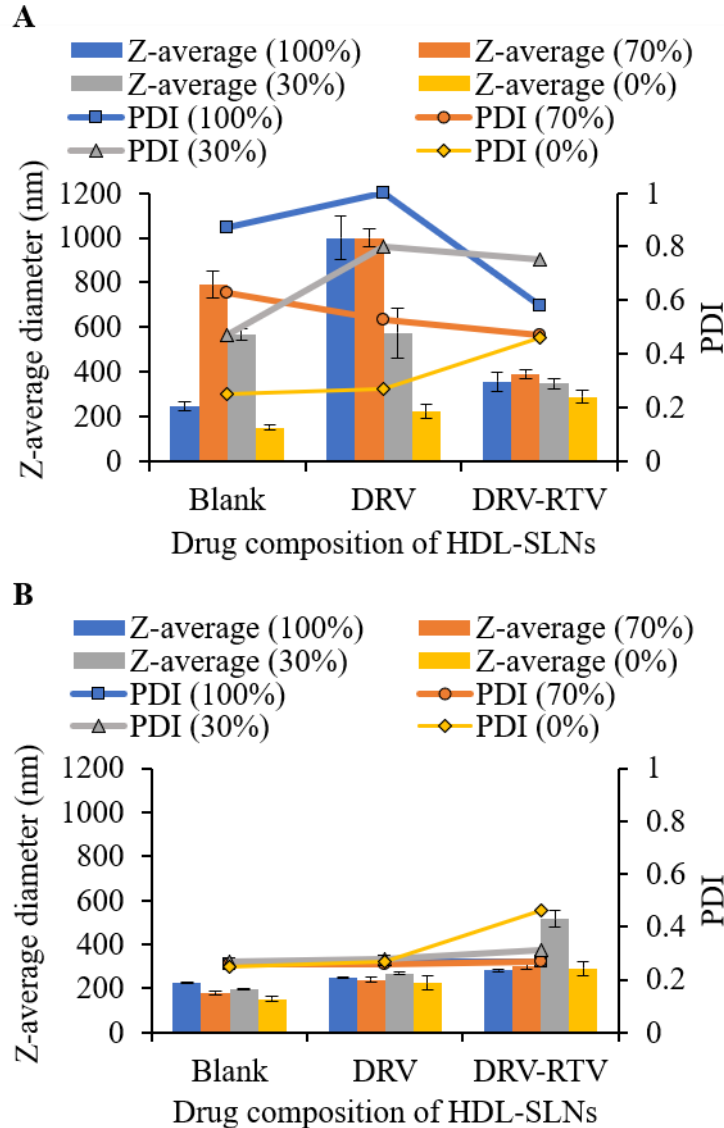 A
Z-average (100%) Z-average (70%)
Z-average (30%) Z-average (0%)
PDI (100%) PDI (70%)
PDI (30%) PDI (0%)
Z-average diameter (nm)
1200
1000
800
600
400
200
0
1
0.8
0.6
0.4
0.2
0
PDI
Blank DRV DRV-RTV
Drug composition of HDL-SLNs
B
Z-average (100%) Z-average (70%)
Z-average (30%) Z-average (0%)
PDI (100%) PDI (70%)
PDI (30%) PDI (0%)
Z-average diameter (nm)
1200
1000
800
600
400
200
0
1
0.8
0.6
0.4
0.2
0
PDI
Blank DRV DRV-RTV
Drug composition of HDL-SLNs